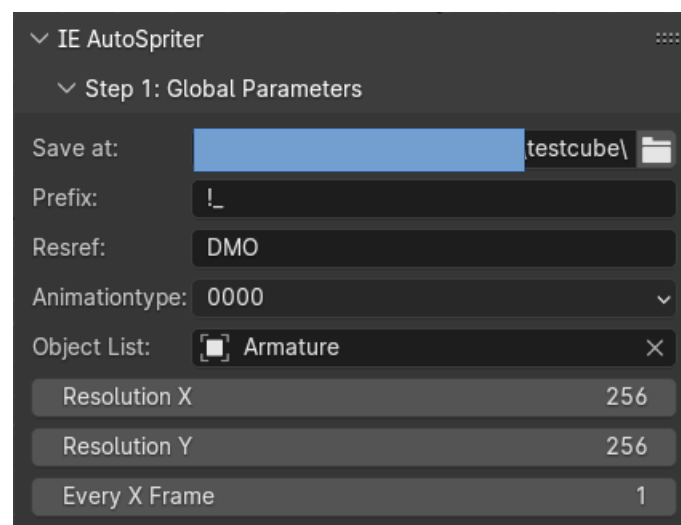 IE AutoSpriter
Step 1: Global Parameters
Save at: \testcube\
Prefix: !_
Resref: DMO
Animationtype: 0000
Object List: Armature
Resolution X 256
Resolution Y 256
Every X Frame 1